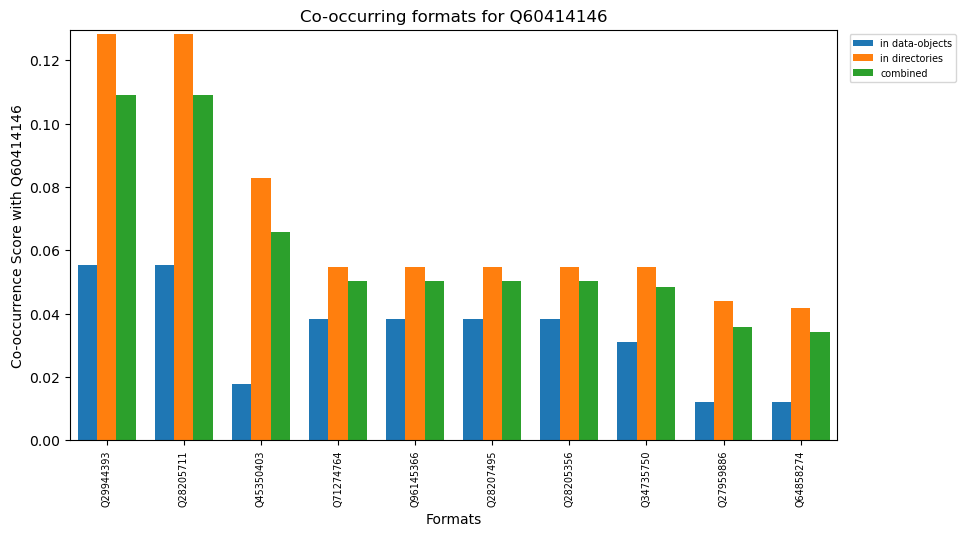 Co-occurring formats for Q60414146
in data-objects
in directories
combined
Co-occurrence Score with Q60414146
0.12
0.10
0.08
0.06
0.04
0.02
0.00
Q29944393
Q28205711
Q45350403
Q71274764
Q96145366
Q28207495
Q28205356
Q34735750
Q27959886
Q64858274
Formats